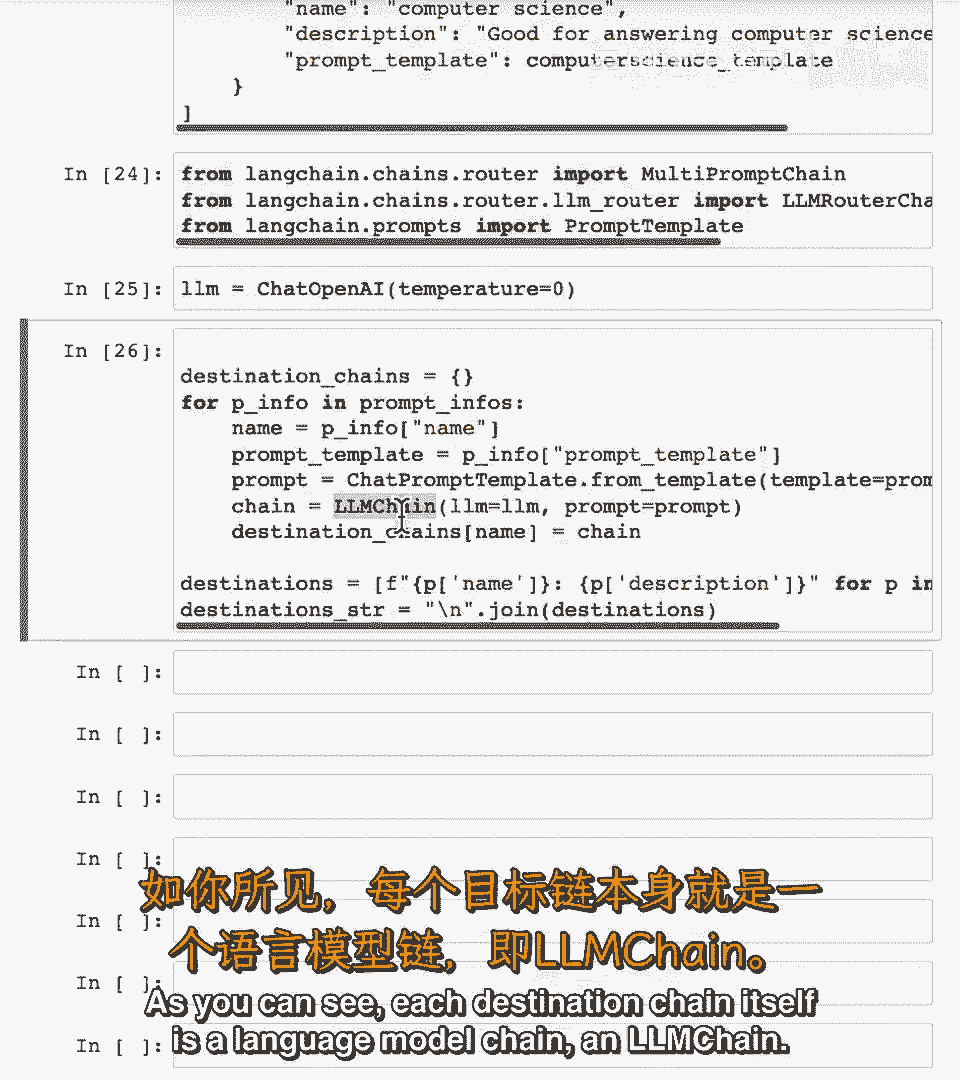 "name": "computer science",
"description": "Good for answering computer science
"prompt_template": computerscience_template
}
]
In [24]: from langchain.chains.router import MultiPromptChain
from langchain.chains.router.llm_router import LLMRouterCha
from langchain.prompts import PromptTemplate
In [25]: llm = ChatOpenAI(temperature=0)
In [26]:
destination_chains = {}
for p_info in prompt_infos:
name = p_info["name"]
prompt_template = p_info["prompt_template"]
prompt = ChatPromptTemplate.from_template(template=prom
chain = LLMChain(llm=llm, prompt=prompt)
destination_chains[name] = chain
destinations = [f"{p['name']}: {p['description']}" for p in
destinations_str = "\n".join(destinations)
In [ ]:
In [ ]:
In [ ]:
In [ ]:
In [ ]:
In [ ]:
In [ ]:
如你所见，每个目标链本身就是一
个语言模型链，即LLMChain。
As you can see, each destination chain itself
is a language model chain, an LLMChain.